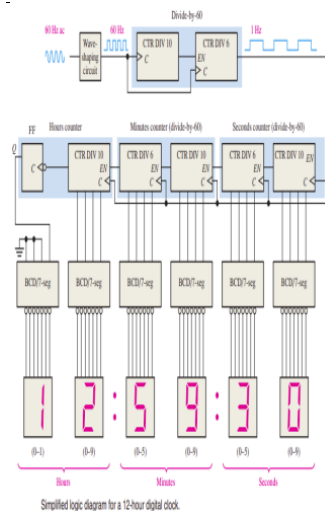 Divide-by-60
60 Hz ac
Wave-
shaping
circuit
60 Hz
CTR DIV 10
C
CTR DIV 6
EN
C
1 Hz
Hours counter
Minutes counter (divide-by-60)
Seconds counter (divide-by-60)
FF
Q
C
CTR DIV 10
EN
C
CTR DIV 6
EN
C
CTR DIV 10
EN
C
CTR DIV 6
EN
C
CTR DIV 10
EN
C
BCD/7-seg
BCD/7-seg
BCD/7-seg
BCD/7-seg
BCD/7-seg
BCD/7-seg
1 2 : 5 9 : 3 0
(0–1)
(0–9)
(0–5)
(0–9)
(0–5)
(0–9)
Hours
Minutes
Seconds
Simplified logic diagram for a 12-hour digital clock.